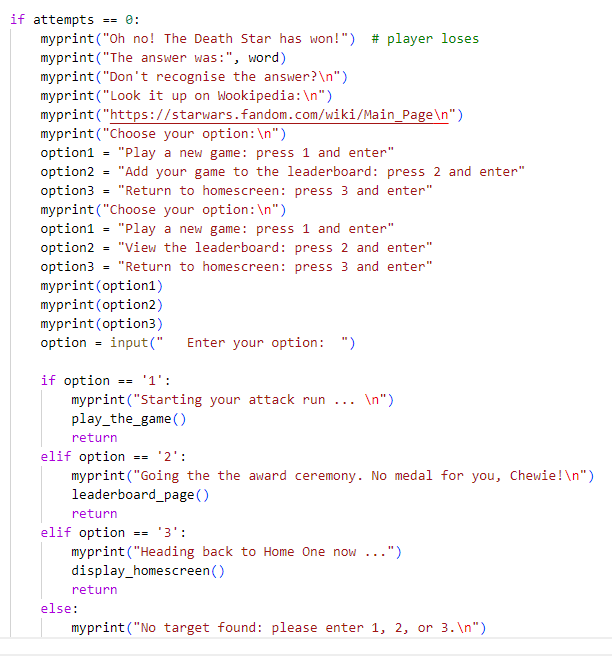 if attempts == 0:
    myprint("Oh no! The Death Star has won!")  # player loses
    myprint("The answer was:", word)
    myprint("Don't recognise the answer?\n")
    myprint("Look it up on Wookipedia:\n")
    myprint("https://starwars.fandom.com/wiki/Main_Page\n")
    myprint("Choose your option:\n")
    option1 = "Play a new game: press 1 and enter"
    option2 = "Add your game to the leaderboard: press 2 and enter"
    option3 = "Return to homescreen: press 3 and enter"
    myprint("Choose your option:\n")
    option1 = "Play a new game: press 1 and enter"
    option2 = "View the leaderboard: press 2 and enter"
    option3 = "Return to homescreen: press 3 and enter"
    myprint(option1)
    myprint(option2)
    myprint(option3)
    option = input("   Enter your option:  ")

    if option == '1':
        myprint("Starting your attack run ... \n")
        play_the_game()
        return
    elif option == '2':
        myprint("Going the the award ceremony. No medal for you, Chewie!\n")
        leaderboard_page()
        return
    elif option == '3':
        myprint("Heading back to Home One now ...")
        display_homescreen()
        return
    else:
        myprint("No target found: please enter 1, 2, or 3.\n")